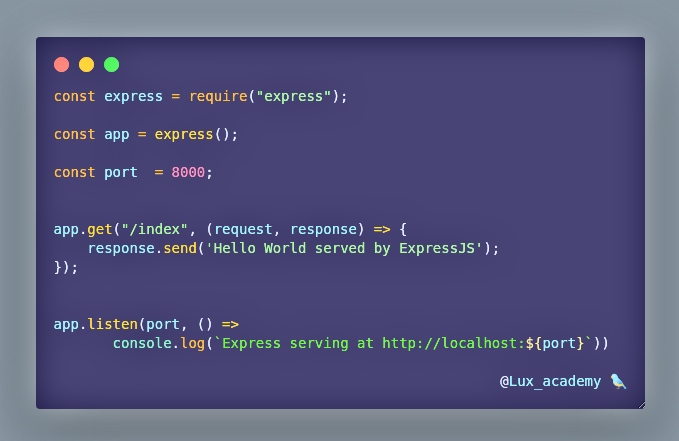 const express = require("express");
const app = express();
const port  = 8000;
app.get("/index", (request, response) => {
    response.send('Hello World served by ExpressJS');
});
app.listen(port, () =>
       console.log(`Express serving at http://localhost:${port}`))
@Lux_academy